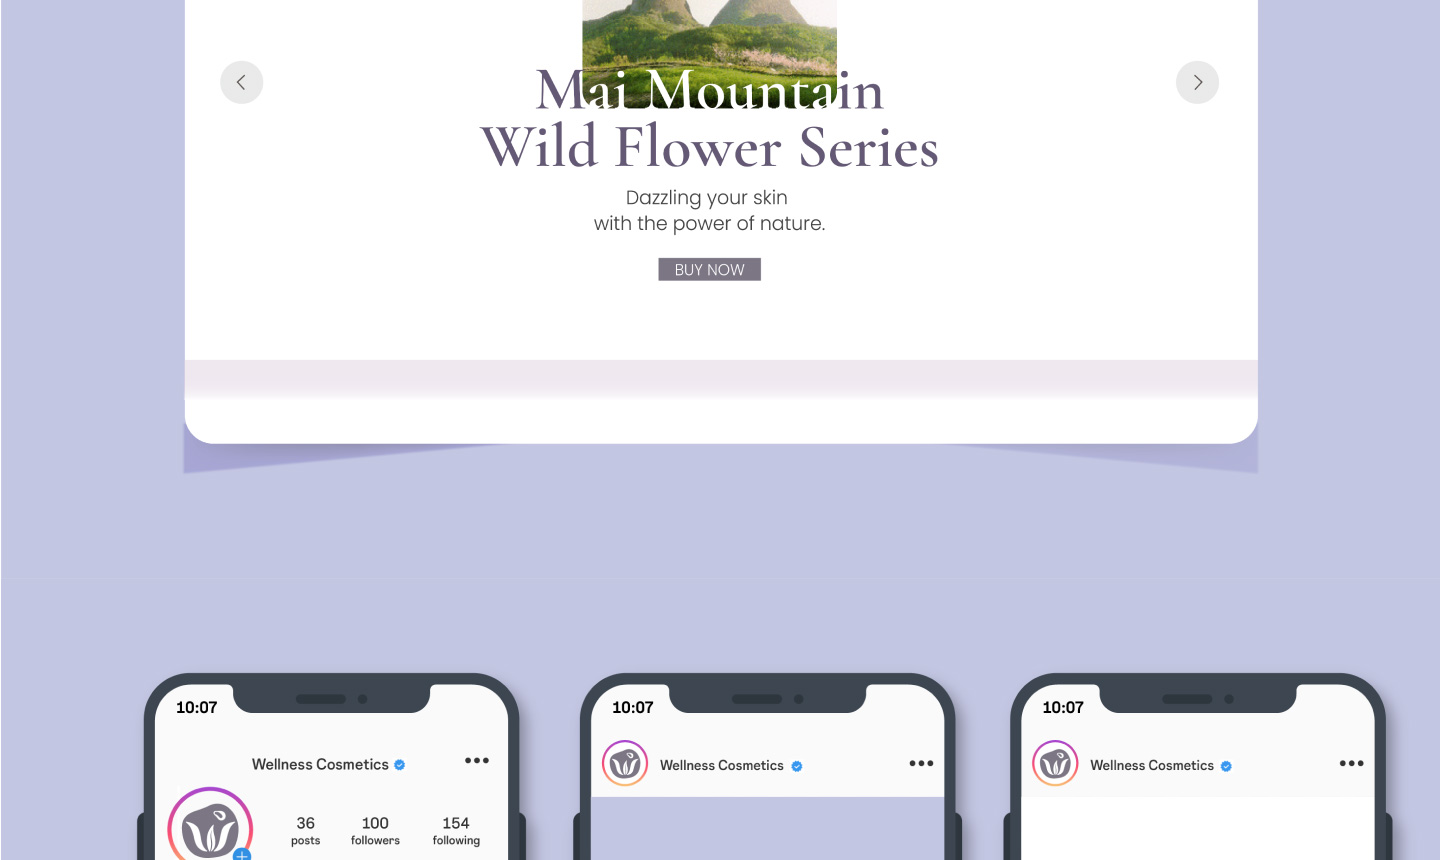 Mai Mountain
Wild Flower Series
Dazzling your skin
with the power of nature.
BUY NOW
10:07
Wellness Cosmetics
36
posts
100
followers
154
following
10:07
Wellness Cosmetics
10:07
Wellness Cosmetics